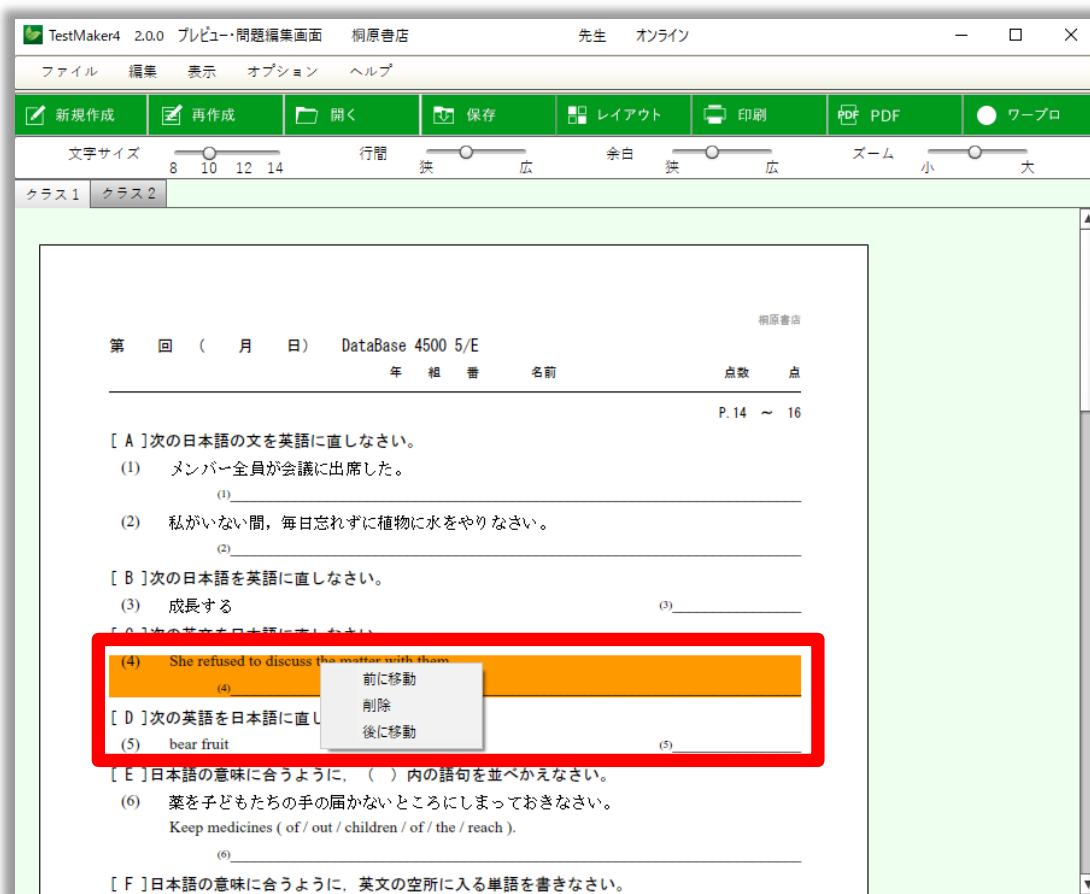 TestMaker4 2.0.0 プレビュー・問題編集画面 桐原書店 先生 オンライン
ファイル 編集 表示 オプション ヘルプ
新規作成 再作成 開く 保存 レイアウト 印刷 PDF PDF ワープロ
文字サイズ 8 10 12 14 行間 狭 広 余白 狭 広 ズーム 小 大
クラス1 クラス2
桐原書店
第 回 ( 月 日) DataBase 4500 5/E
年 組 番 名前 点数 点
P.14 ~ 16
[ A ]次の日本語の文を英語に直しなさい。
(1) メンバー全員が会議に出席した。
(1)
(2) 私がいない間，毎日忘れずに植物に水をやりなさい。
(2)
[ B ]次の日本語を英語に直しなさい。
(3) 成長する (3)
[ C ]次の英文を日本語に直しなさい。
(4) She refused to discuss the matter with them.
前に移動
(4)
削除
[ D ]次の英語を日本語に直し
後に移動
(5) bear fruit (5)
[ E ]日本語の意味に合うように，( )内の語句を並べかえなさい。
(6) 薬を子どもたちの手の届かないところにしまっておきなさい。
Keep medicines ( of / out / children / of / the / reach ).
(6)
[ F ]日本語の意味に合うように，英文の空所に入る単語を書きなさい。